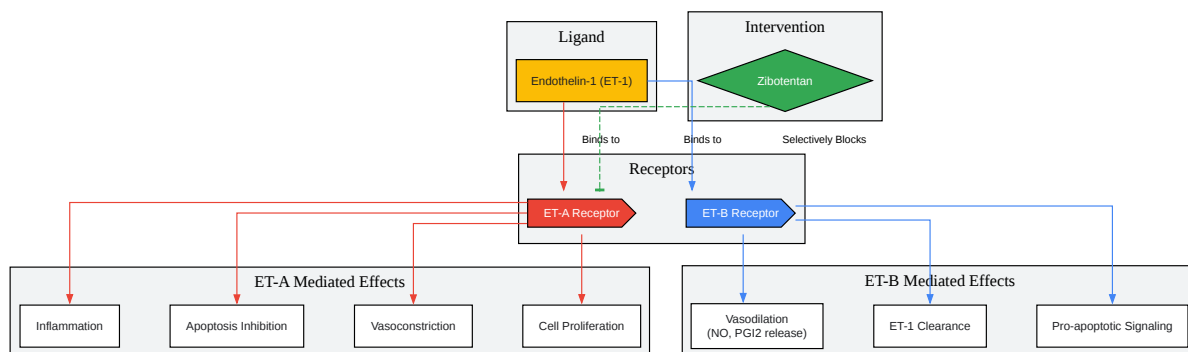 Ligand
Intervention
Endothelin-1 (ET-1)
Zibotentan
Binds to
Binds to
Selectively Blocks
Receptors
ET-A Receptor
ET-B Receptor
ET-A Mediated Effects
ET-B Mediated Effects
Inflammation
Apoptosis Inhibition
Vasoconstriction
Cell Proliferation
Vasodilation
(NO, PGI2 release)
ET-1 Clearance
Pro-apoptotic Signaling